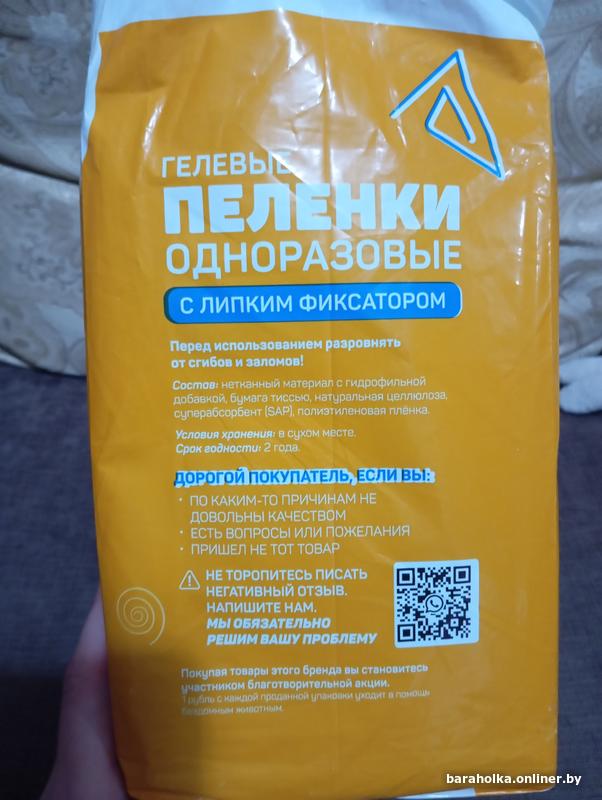 ГЕЛЕВЫЕ
ПЕЛЕНКИ
ОДНОРАЗОВЫЕ
С ЛИПКИМ ФИКСАТОРОМ
Перед использованием разровнять
от сгибов и заломов!
Состав: нетканный материал с гидрофильной
добавкой, бумага тиссью, натуральная целлюлоза,
суперабсорбент (SAP), полиэтиленовая плёнка.
Условия хранения: в сухом месте.
Срок годности: 2 года.
ДОРОГОЙ ПОКУПАТЕЛЬ, ЕСЛИ ВЫ:
• ПО КАКИМ-ТО ПРИЧИНАМ НЕ
ДОВОЛЬНЫ КАЧЕСТВОМ
• ЕСТЬ ВОПРОСЫ ИЛИ ПОЖЕЛАНИЯ
• ПРИШЕЛ НЕ ТОТ ТОВАР
НЕ ТОРОПИТЕСЬ ПИСАТЬ
НЕГАТИВНЫЙ ОТЗЫВ.
НАПИШИТЕ НАМ.
МЫ ОБЯЗАТЕЛЬНО
РЕШИМ ВАШУ ПРОБЛЕМУ
Покупая товары этого бренда вы становитесь
участником благотворительной акции.
1 рубль с каждой проданной упаковки уходит в помощь
бездомным животным.
baraholka.onliner.by